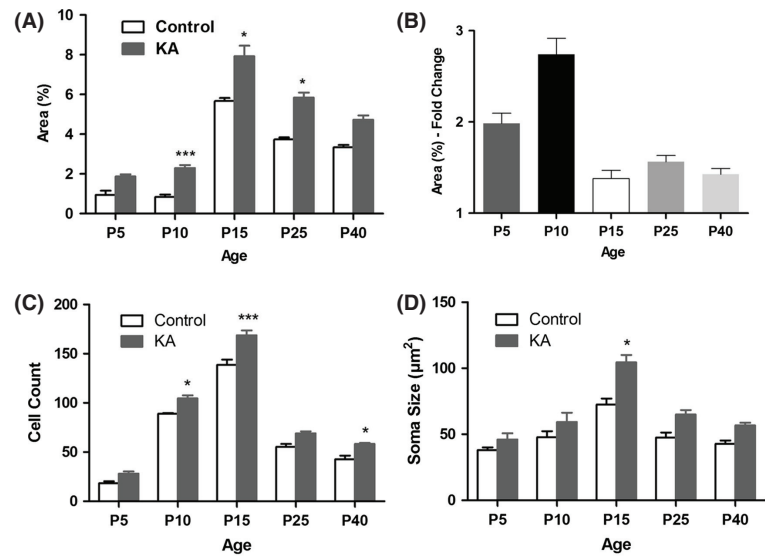 (A)
Control
KA
Area (%)
10
8
6
4
2
0
***
*
*
P5 P10 P15 P25 P40
Age
(B)
Area (%) - Fold Change
3
2
1
P5 P10 P15 P25 P40
Age
(C)
Control
KA
Cell Count
200
150
100
50
0
*
***
*
P5 P10 P15 P25 P40
Age
(D)
Control
KA
Soma Size (µm²)
150
100
50
0
*
P5 P10 P15 P25 P40
Age